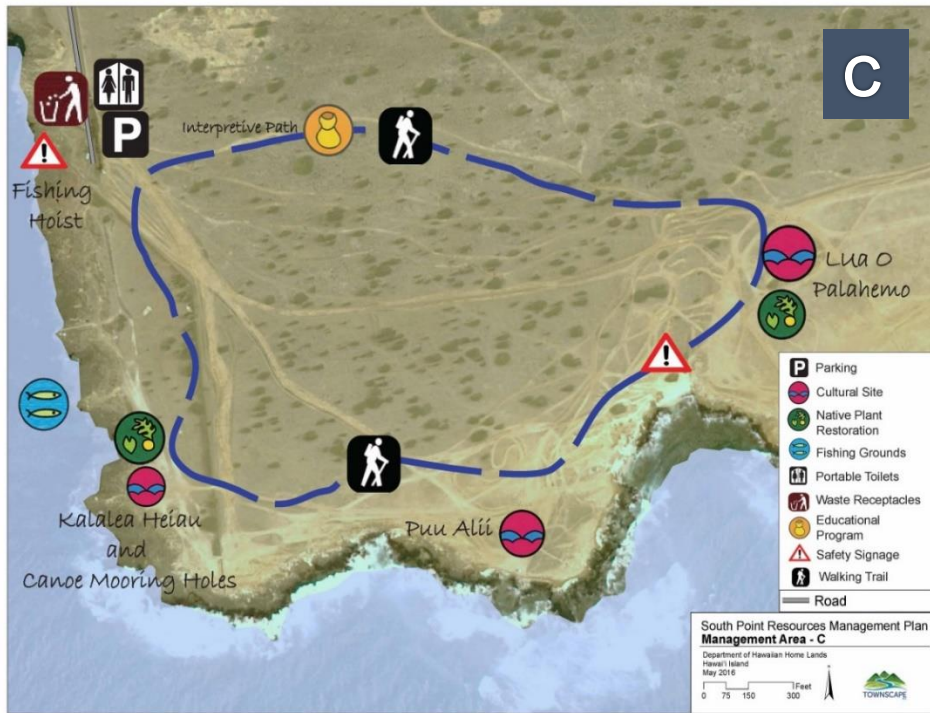 C
P
Interpretive Path
Fishing
Hoist
Lua O
Palahemo
Kalalea Heiau
and
Canoe Mooring Holes
Puu Alii
P Parking
Cultural Site
Native Plant
Restoration
Fishing Grounds
Portable Toilets
Waste Receptacles
Educational
Program
! Safety Signage
Walking Trail
Road
South Point Resources Management Plan
Management Area - C
Department of Hawaiian Home Lands
Hawai'i Island
May 2016
0 75 150 300 Feet
TOWNSCAPE